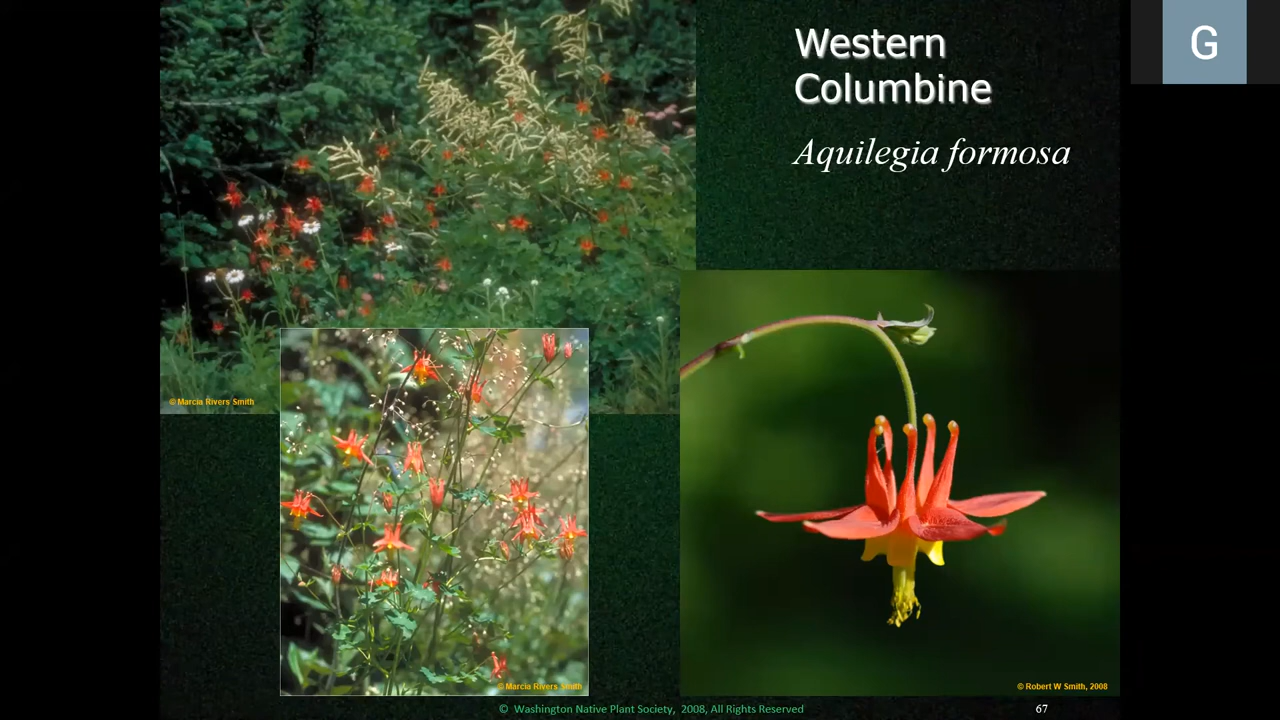 Western
Columbine
Aquilegia formosa
G
© Marcia Rivers Smith
© Marcia Rivers Smith
© Robert W Smith, 2008
© Washington Native Plant Society, 2008, All Rights Reserved
67